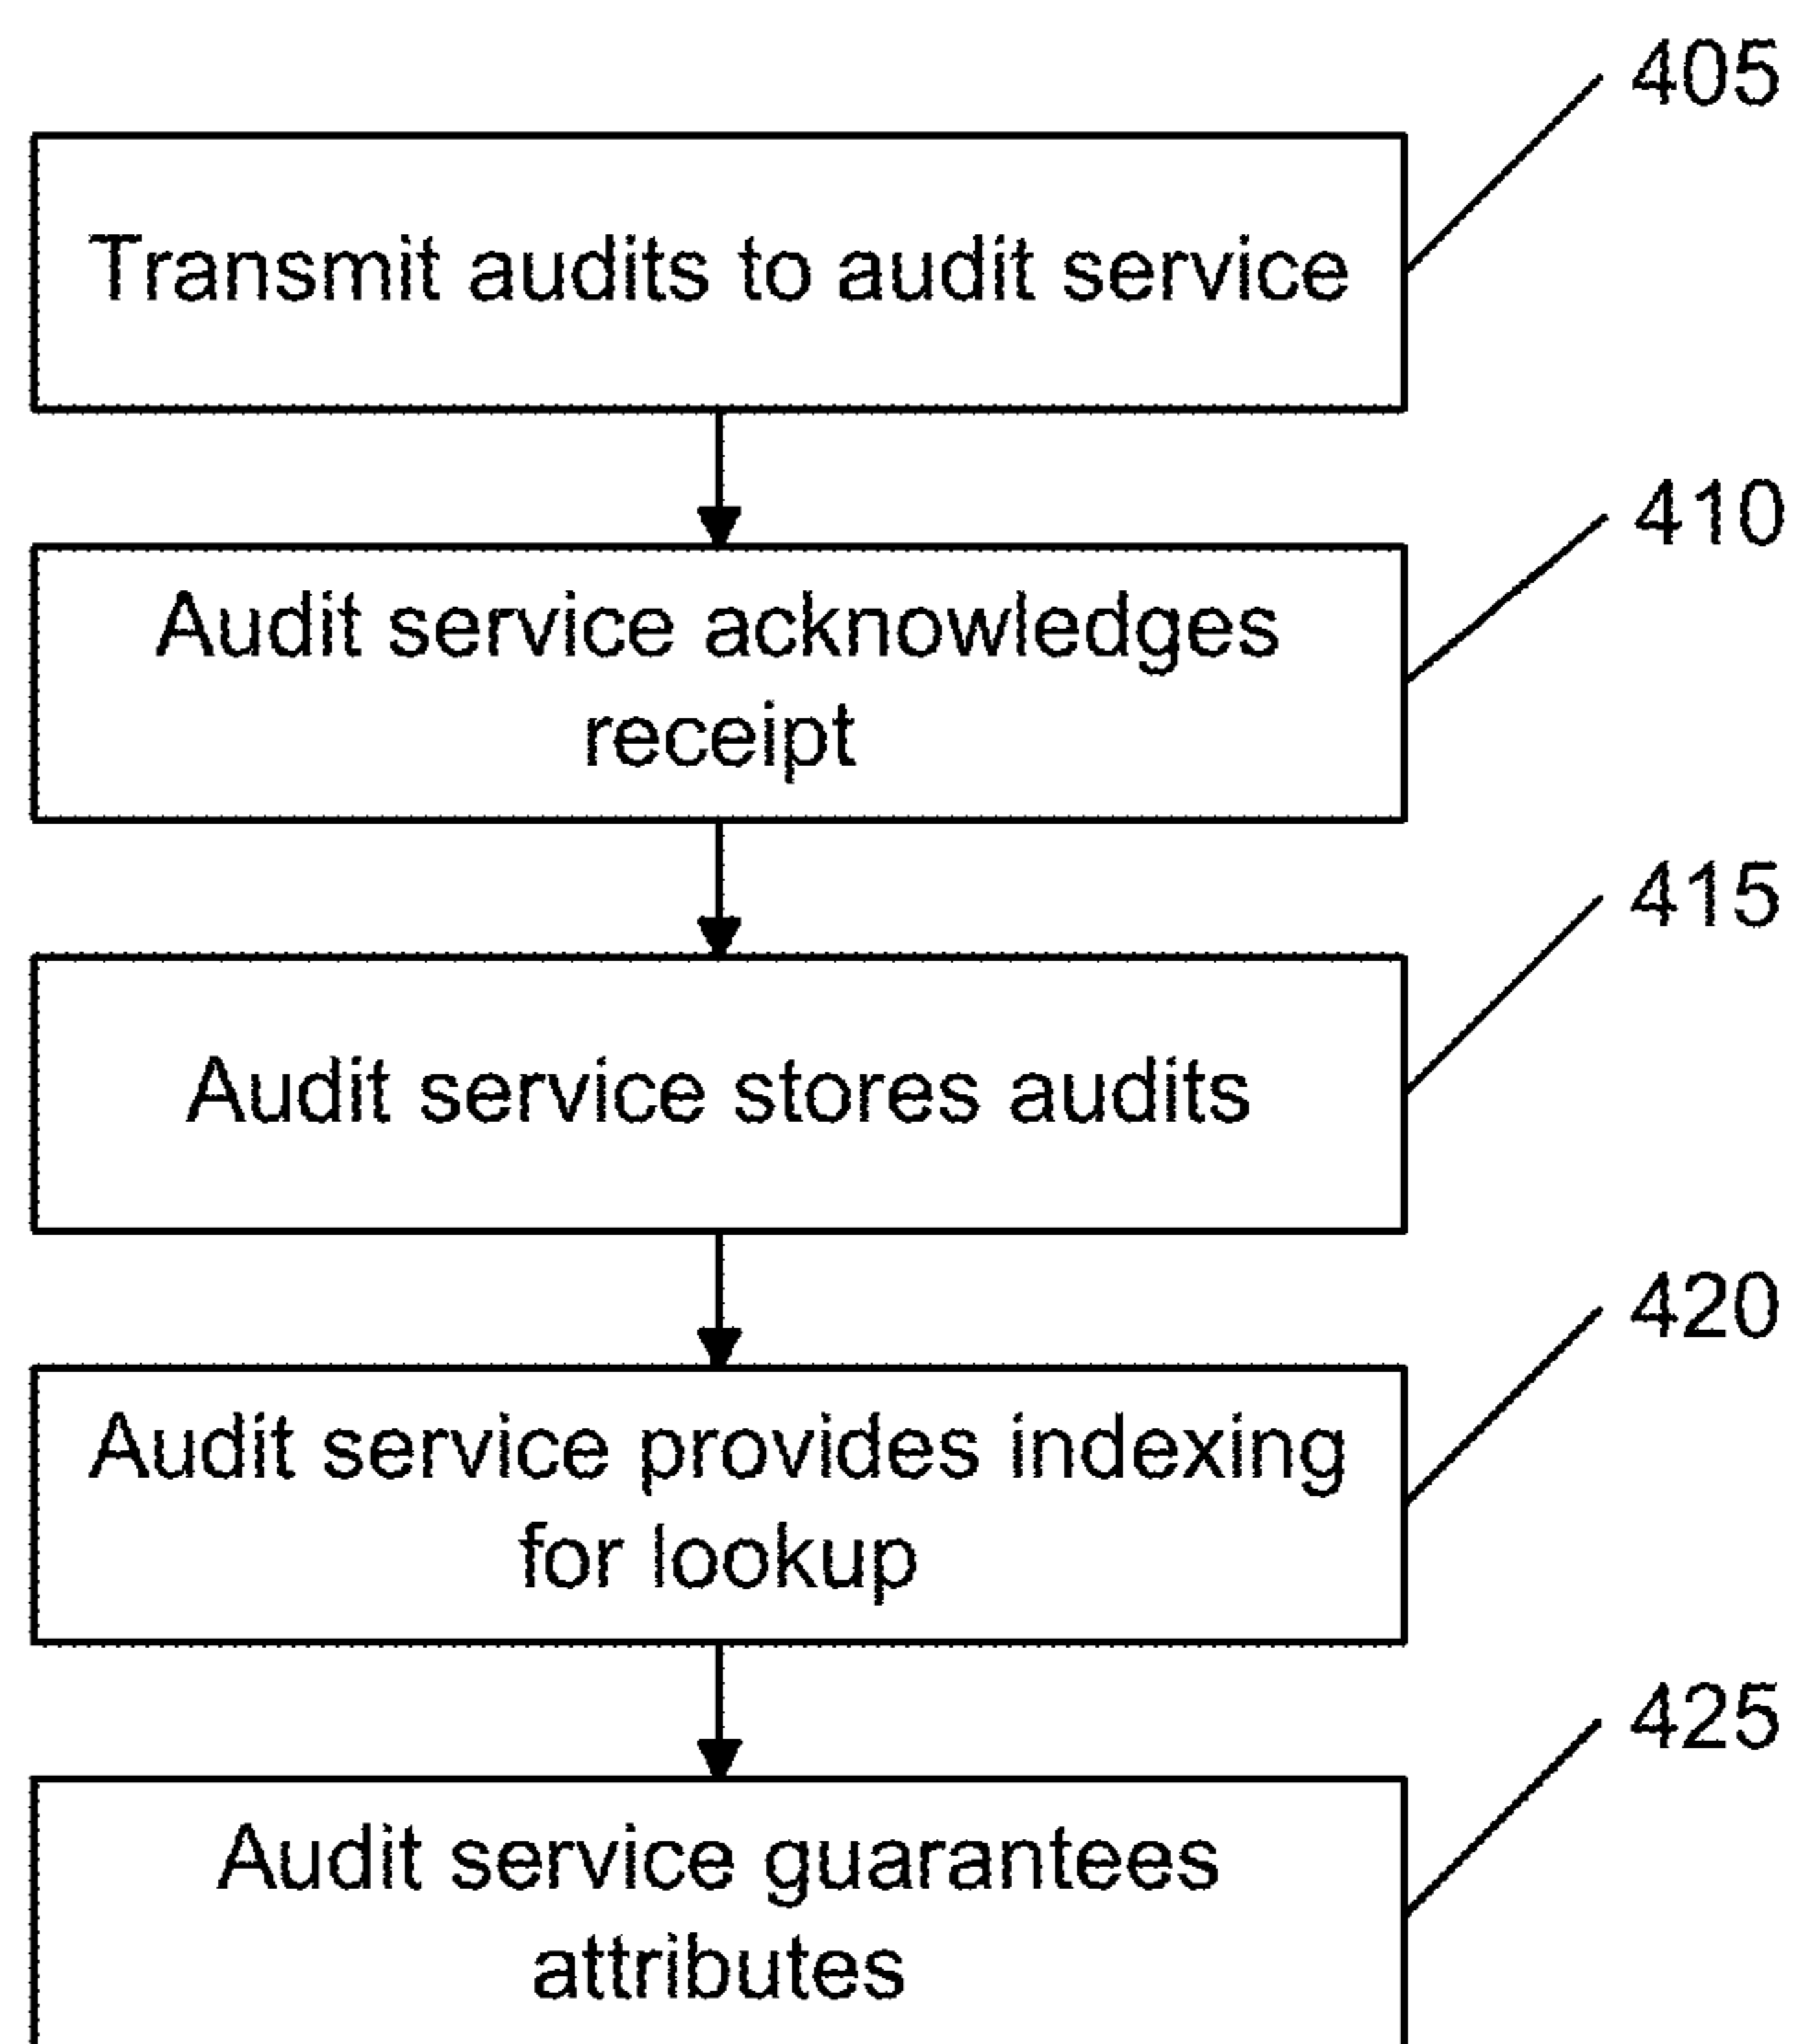 405
Transmit audits to audit service
410
Audit service acknowledges
receipt
415
Audit service stores audits
420
Audit service provides indexing
for lookup
425
Audit service guarantees
attributes